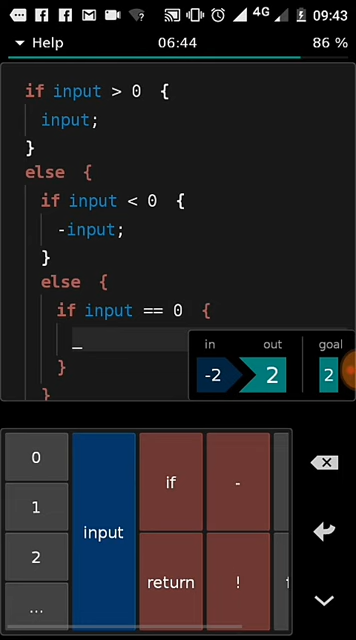 4G 09:43
Help 06:44 86 %
if input > 0 {
input;
}
else {
if input < 0 {
-input;
}
else {
if input == 0 {
_
}
}
in out goal
-2 2 2
0 input if -
1
2 return !
...